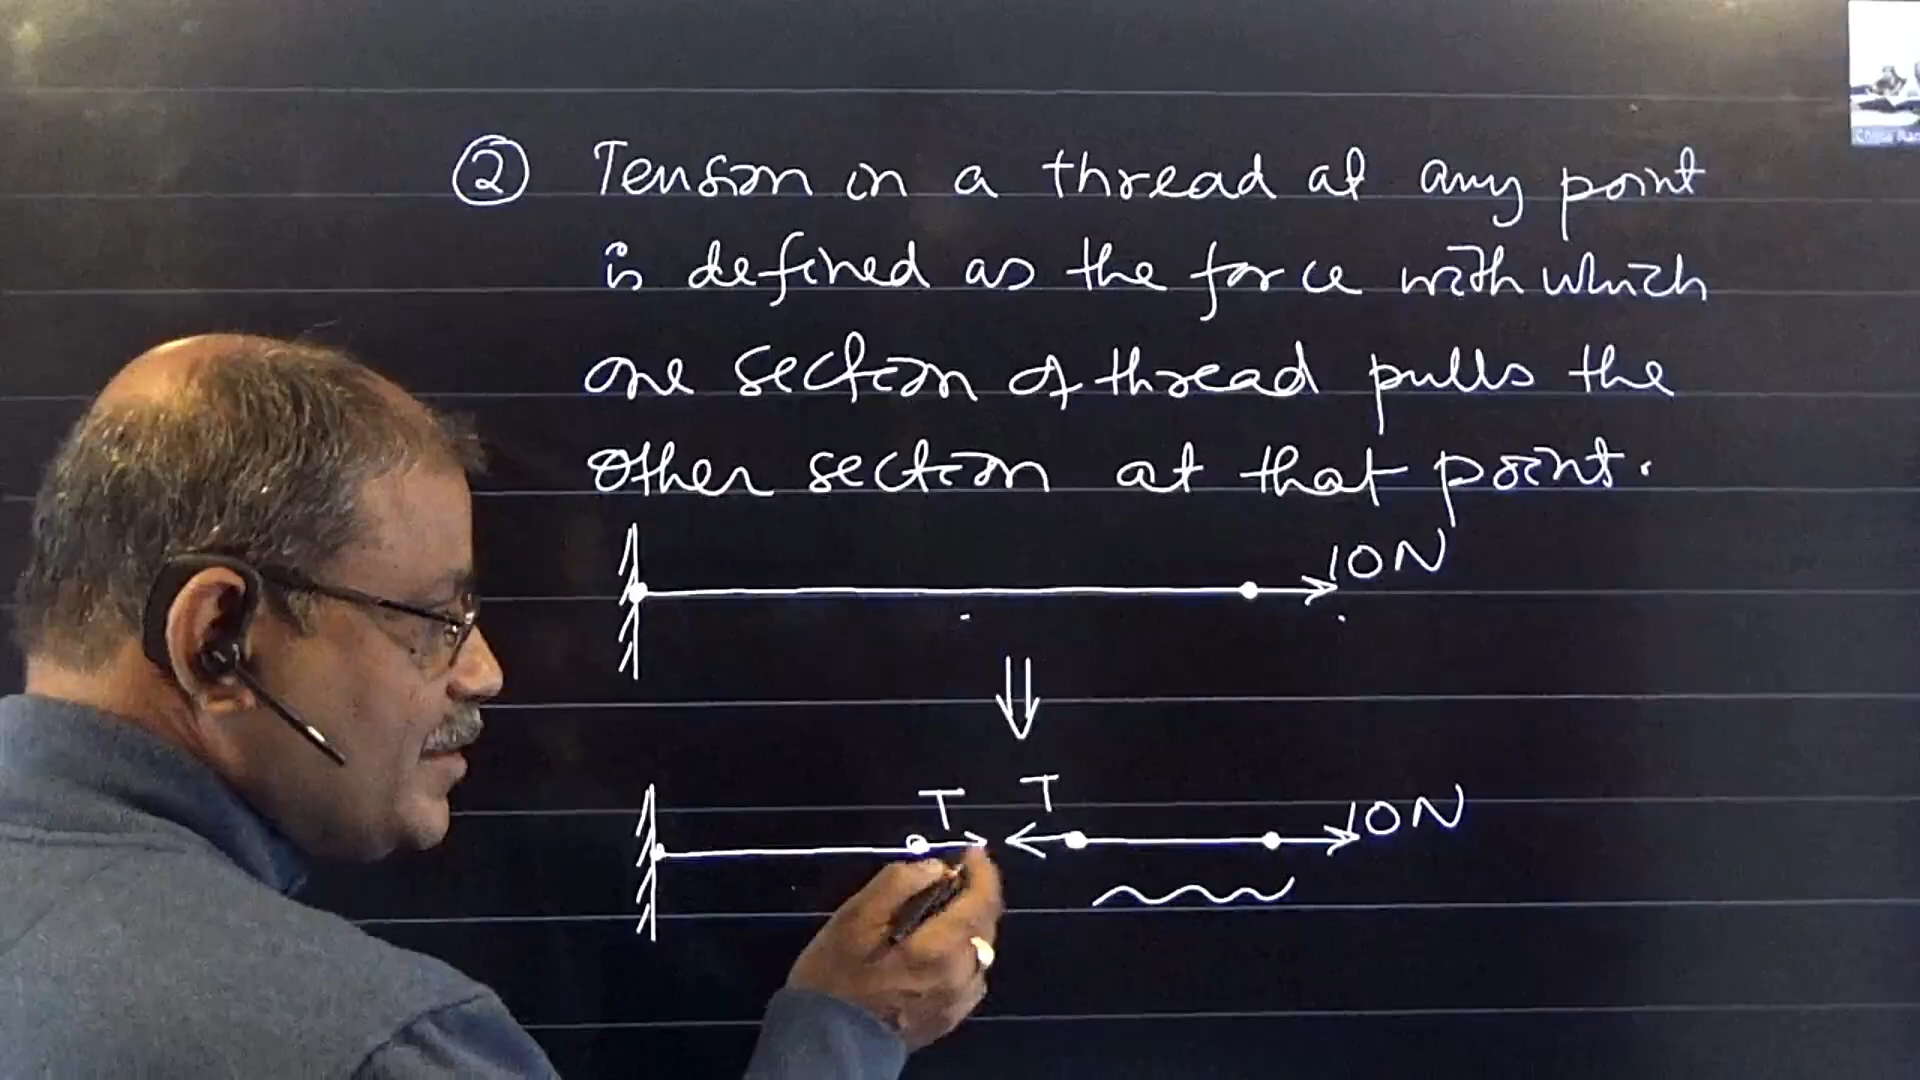 ② Tension in a thread at any point
is defined as the force with which
one section of thread pulls the
other section at that point.
10N
T T 10N